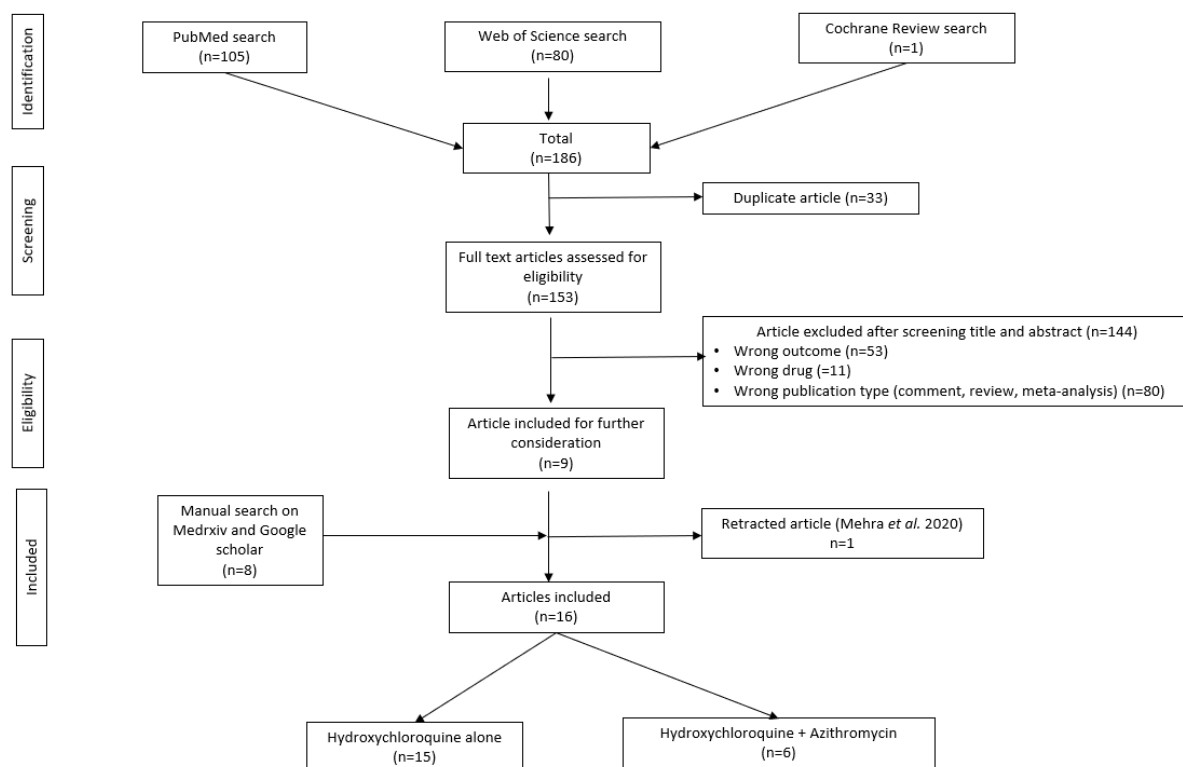 Identification
PubMed search
(n=105)
Web of Science search
(n=80)
Cochrane Review search
(n=1)
Total
(n=186)
Screening
Duplicate article (n=33)
Full text articles assessed for
eligibility
(n=153)
Eligibility
Article excluded after screening title and abstract (n=144)
• Wrong outcome (n=53)
• Wrong drug (=11)
• Wrong publication type (comment, review, meta-analysis) (n=80)
Article included for further
consideration
(n=9)
Included
Manual search on
Medrxiv and Google
scholar
(n=8)
Retracted article (Mehra et al. 2020)
n=1
Articles included
(n=16)
Hydroxychloroquine alone
(n=15)
Hydroxychloroquine + Azithromycin
(n=6)